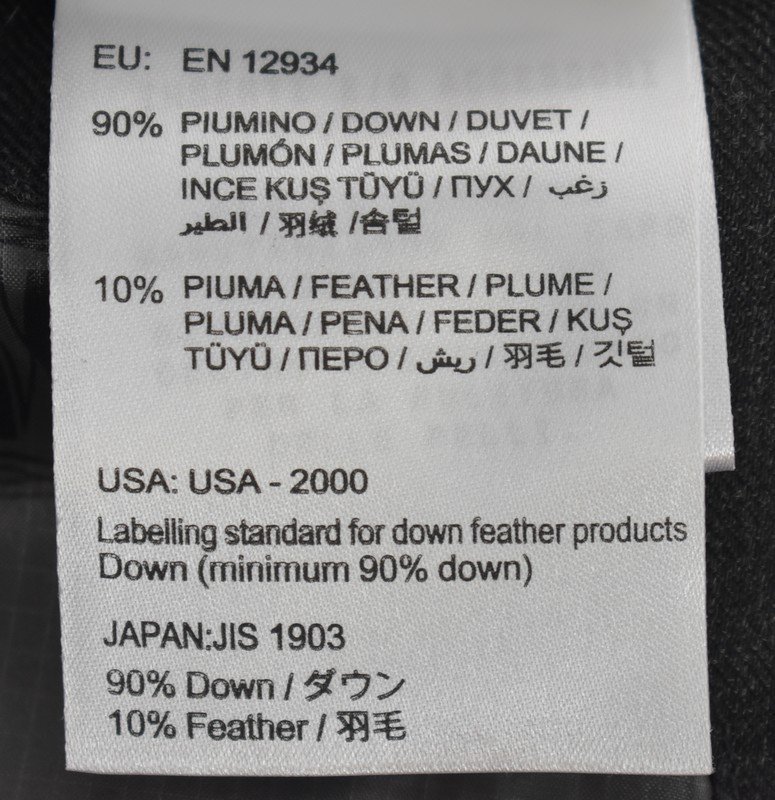 EU: EN 12934
90% PIUMINO / DOWN / DUVET /
PLUMÓN / PLUMAS / DAUNE /
INCE KUŞ TÜYÜ / ПУХ / زغب
الطير / 羽绒 /솜털
10% PIUMA / FEATHER / PLUME /
PLUMA / PENA / FEDER / KUŞ
TÜYÜ / ПЕРО / ريش / 羽毛 / 깃털
USA: USA - 2000
Labelling standard for down feather products
Down (minimum 90% down)
JAPAN:JIS 1903
90% Down / ダウン
10% Feather / 羽毛